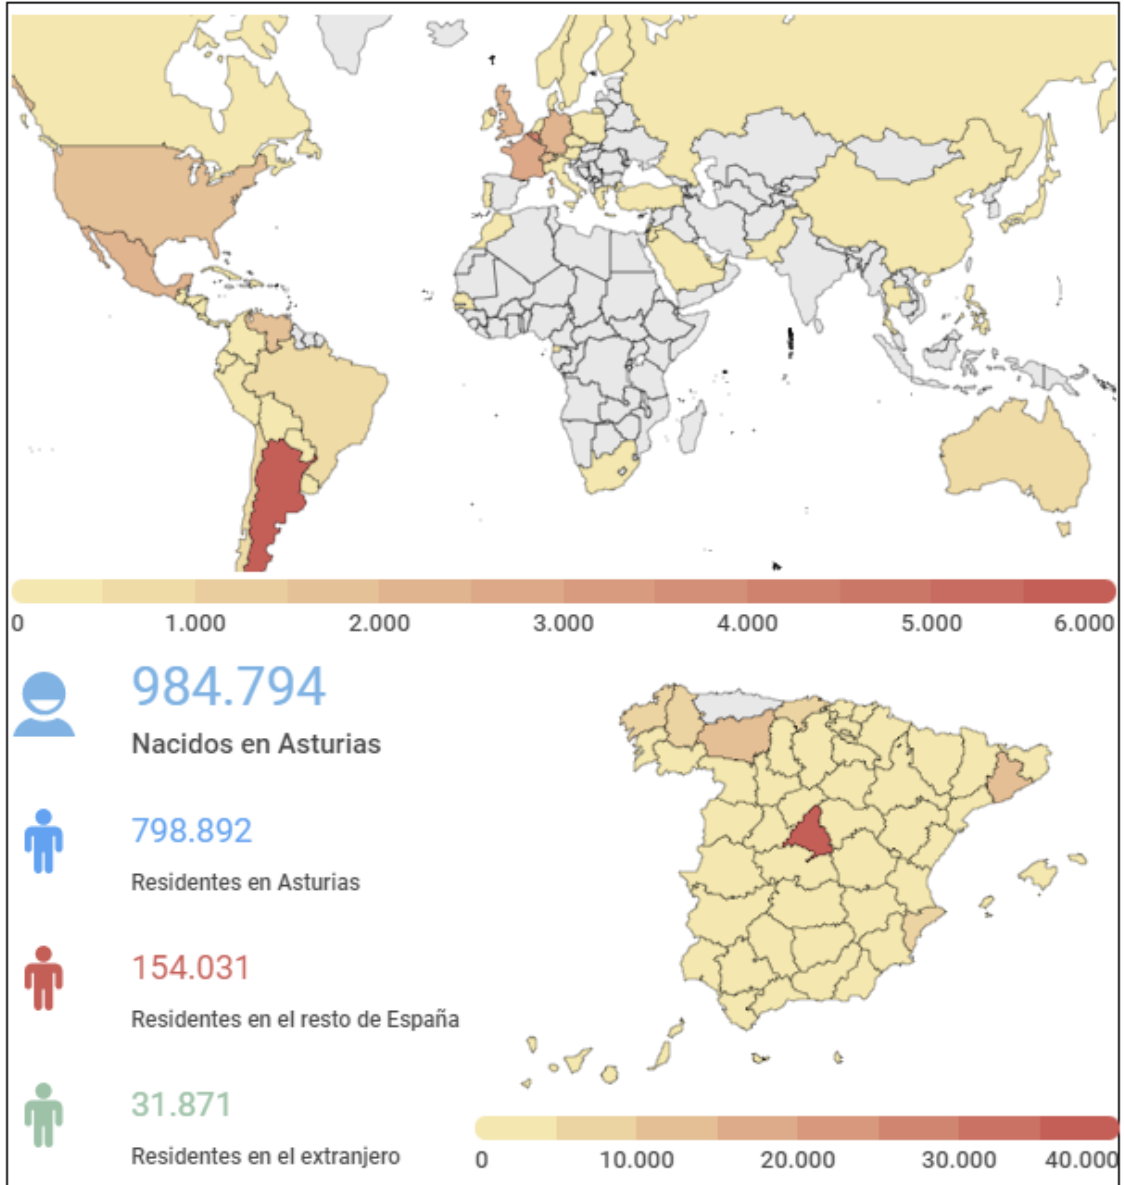 0 1.000 2.000 3.000 4.000 5.000 6.000
984.794
Nacidos en Asturias
798.892
Residentes en Asturias
154.031
Residentes en el resto de España
31.871
Residentes en el extranjero
0 10.000 20.000 30.000 40.000